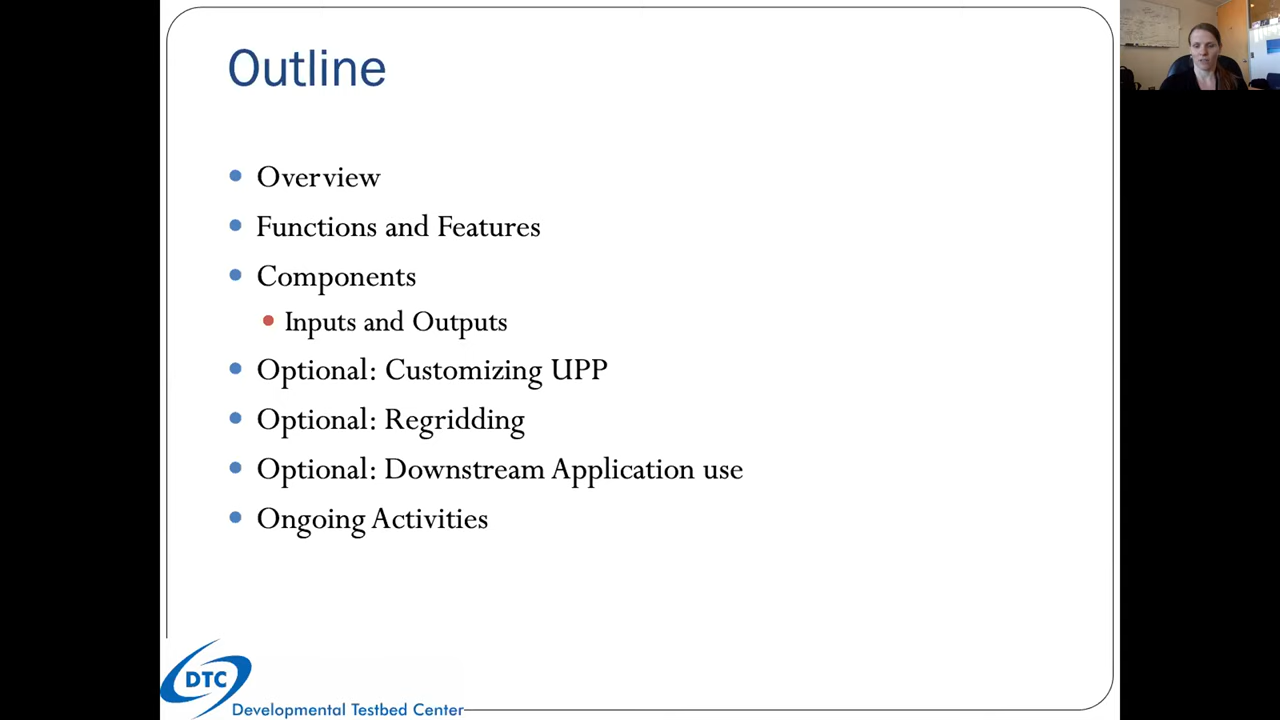 Outline
Overview
Functions and Features
Components
Inputs and Outputs
Optional: Customizing UPP
Optional: Regridding
Optional: Downstream Application use
Ongoing Activities
DTC
Developmental Testbed Center